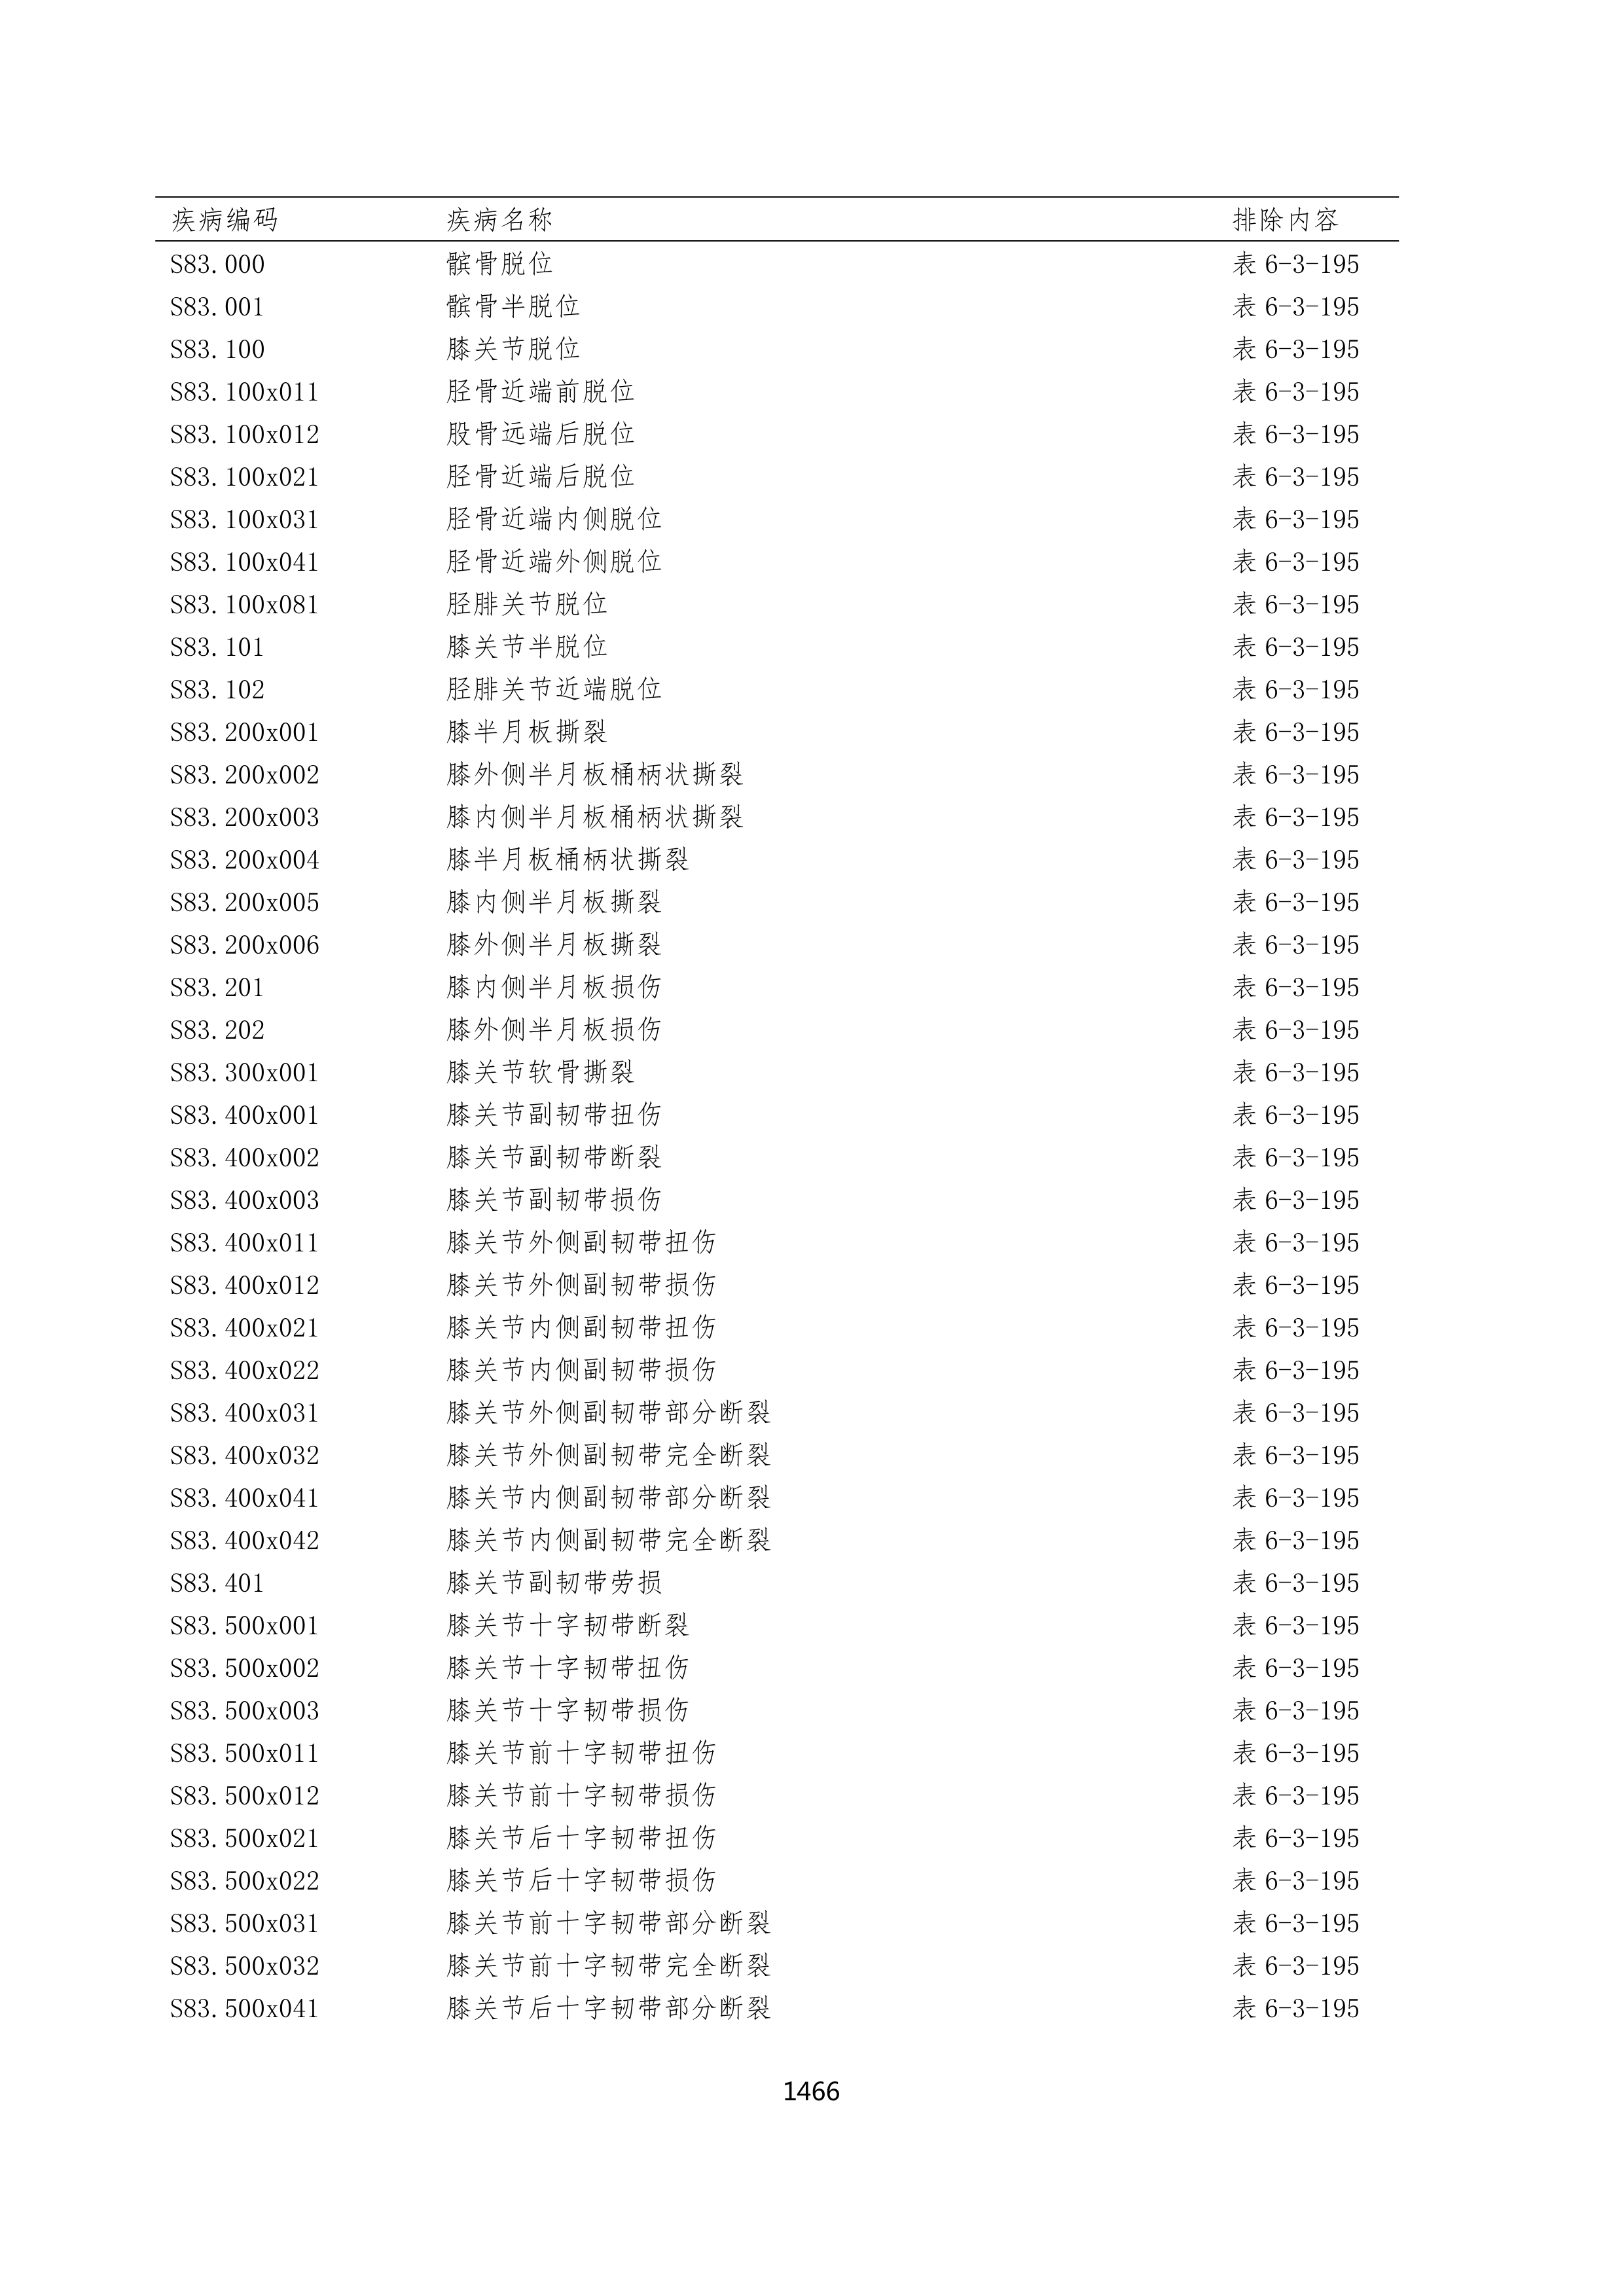 疾病编码 疾病名称 排除内容
S83.000 髌骨脱位 表 6-3-195
S83.001 髌骨半脱位 表 6-3-195
S83.100 膝关节脱位 表 6-3-195
S83.100x011 胫骨近端前脱位 表 6-3-195
S83.100x012 股骨远端后脱位 表 6-3-195
S83.100x021 胫骨近端后脱位 表 6-3-195
S83.100x031 胫骨近端内侧脱位 表 6-3-195
S83.100x041 胫骨近端外侧脱位 表 6-3-195
S83.100x081 胫腓关节脱位 表 6-3-195
S83.101 膝关节半脱位 表 6-3-195
S83.102 胫腓关节近端脱位 表 6-3-195
S83.200x001 膝半月板撕裂 表 6-3-195
S83.200x002 膝外侧半月板桶柄状撕裂 表 6-3-195
S83.200x003 膝内侧半月板桶柄状撕裂 表 6-3-195
S83.200x004 膝半月板桶柄状撕裂 表 6-3-195
S83.200x005 膝内侧半月板撕裂 表 6-3-195
S83.200x006 膝外侧半月板撕裂 表 6-3-195
S83.201 膝内侧半月板损伤 表 6-3-195
S83.202 膝外侧半月板损伤 表 6-3-195
S83.300x001 膝关节软骨撕裂 表 6-3-195
S83.400x001 膝关节副韧带扭伤 表 6-3-195
S83.400x002 膝关节副韧带断裂 表 6-3-195
S83.400x003 膝关节副韧带损伤 表 6-3-195
S83.400x011 膝关节外侧副韧带扭伤 表 6-3-195
S83.400x012 膝关节外侧副韧带损伤 表 6-3-195
S83.400x021 膝关节内侧副韧带扭伤 表 6-3-195
S83.400x022 膝关节内侧副韧带损伤 表 6-3-195
S83.400x031 膝关节外侧副韧带部分断裂 表 6-3-195
S83.400x032 膝关节外侧副韧带完全断裂 表 6-3-195
S83.400x041 膝关节内侧副韧带部分断裂 表 6-3-195
S83.400x042 膝关节内侧副韧带完全断裂 表 6-3-195
S83.401 膝关节副韧带劳损 表 6-3-195
S83.500x001 膝关节十字韧带断裂 表 6-3-195
S83.500x002 膝关节十字韧带扭伤 表 6-3-195
S83.500x003 膝关节十字韧带损伤 表 6-3-195
S83.500x011 膝关节前十字韧带扭伤 表 6-3-195
S83.500x012 膝关节前十字韧带损伤 表 6-3-195
S83.500x021 膝关节后十字韧带扭伤 表 6-3-195
S83.500x022 膝关节后十字韧带损伤 表 6-3-195
S83.500x031 膝关节前十字韧带部分断裂 表 6-3-195
S83.500x032 膝关节前十字韧带完全断裂 表 6-3-195
S83.500x041 膝关节后十字韧带部分断裂 表 6-3-195
1466